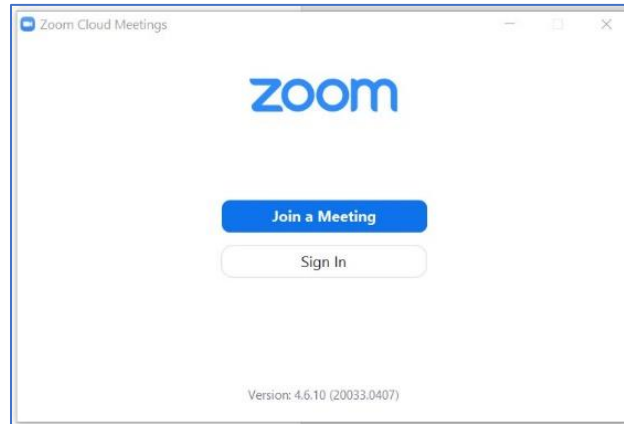 Zoom Cloud Meetings
zoom
Join a Meeting
Sign In
Version: 4.6.10 (20033.0407)